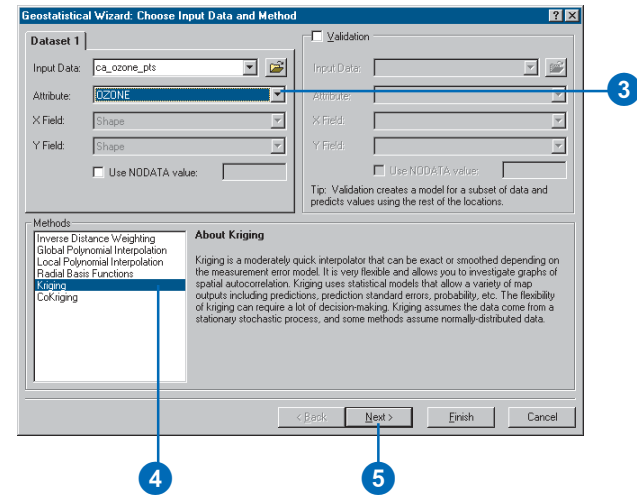 Geostatistical Wizard: Choose Input Data and Method
Dataset 1
Input Data: ca_ozone_pts
Attribute: OZONE
X Field: Shape
Y Field: Shape
Use NODATA value:
Validation
Input Data:
Attribute:
X Field:
Y Field:
Use NODATA value:
Tip: Validation creates a model for a subset of data and
predicts values using the rest of the locations.
3
Methods
Inverse Distance Weighting
Global Polynomial Interpolation
Local Polynomial Interpolation
Radial Basis Functions
Kriging
CoKriging
About Kriging
Kriging is a moderately quick interpolator that can be exact or smoothed depending on
the measurement error model. It is very flexible and allows you to investigate graphs of
spatial autocorrelation. Kriging uses statistical models that allow a variety of map
outputs including predictions, prediction standard errors, probability, etc. The flexibility
of kriging can require a lot of decision-making. Kriging assumes the data come from a
stationary stochastic process, and some methods assume normally-distributed data.
< Back
Next >
Finish
Cancel
4
5